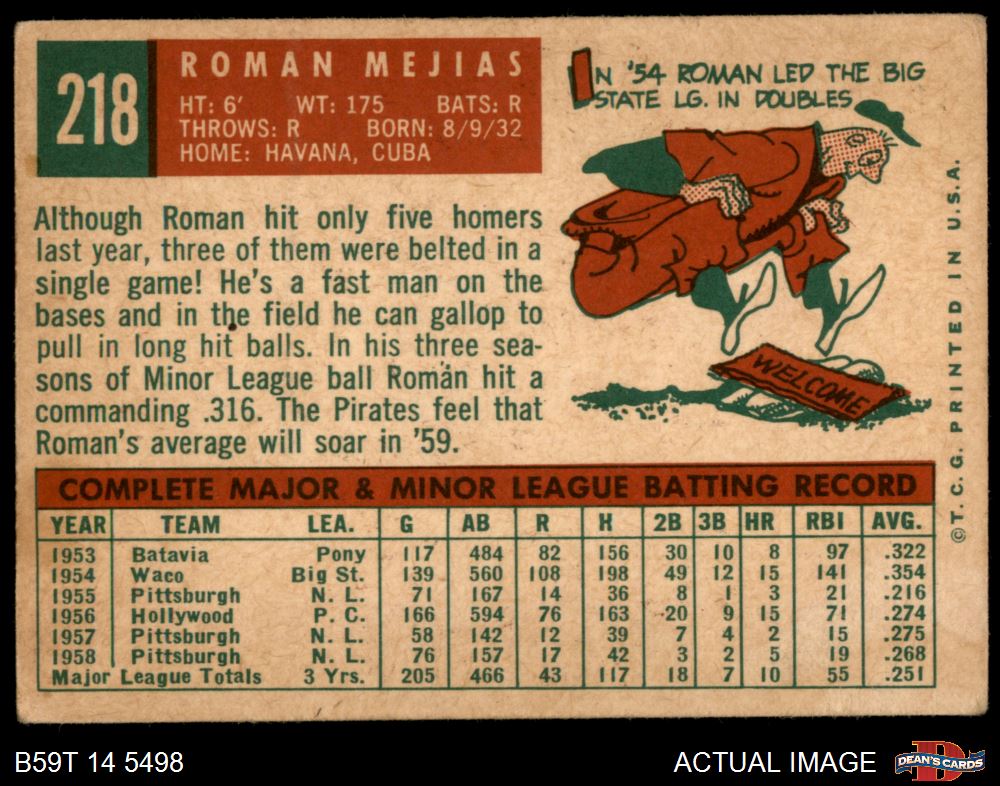 218
ROMAN MEJIAS
HT: 6' WT: 175 BATS: R
THROWS: R BORN: 8/9/32
HOME: HAVANA, CUBA
IN '54 ROMAN LED THE BIG
STATE LG. IN DOUBLES
Although Roman hit only five homers
last year, three of them were belted in a
single game! He's a fast man on the
bases and in the field he can gallop to
pull in long hit balls. In his three sea-
sons of Minor League ball Roman hit a
commanding .316. The Pirates feel that
Roman's average will soar in '59.
WELCOME
© T. C. G. PRINTED IN U.S.A.
COMPLETE MAJOR & MINOR LEAGUE BATTING RECORD
YEAR TEAM LEA. G AB R H 2B 3B HR RBI AVG.
1953 Batavia Pony 117 484 82 156 30 10 8 97 .322
1954 Waco Big St. 139 560 108 198 49 12 15 141 .354
1955 Pittsburgh N. L. 71 167 14 36 8 1 3 21 .216
1956 Hollywood P. C. 166 594 76 163 20 9 15 71 .274
1957 Pittsburgh N. L. 58 142 12 39 7 4 2 15 .275
1958 Pittsburgh N. L. 76 157 17 42 3 2 5 19 .268
Major League Totals 3 Yrs. 205 466 43 117 18 7 10 55 .251
B59T 14 5498
ACTUAL IMAGE
DEAN'S CARDS